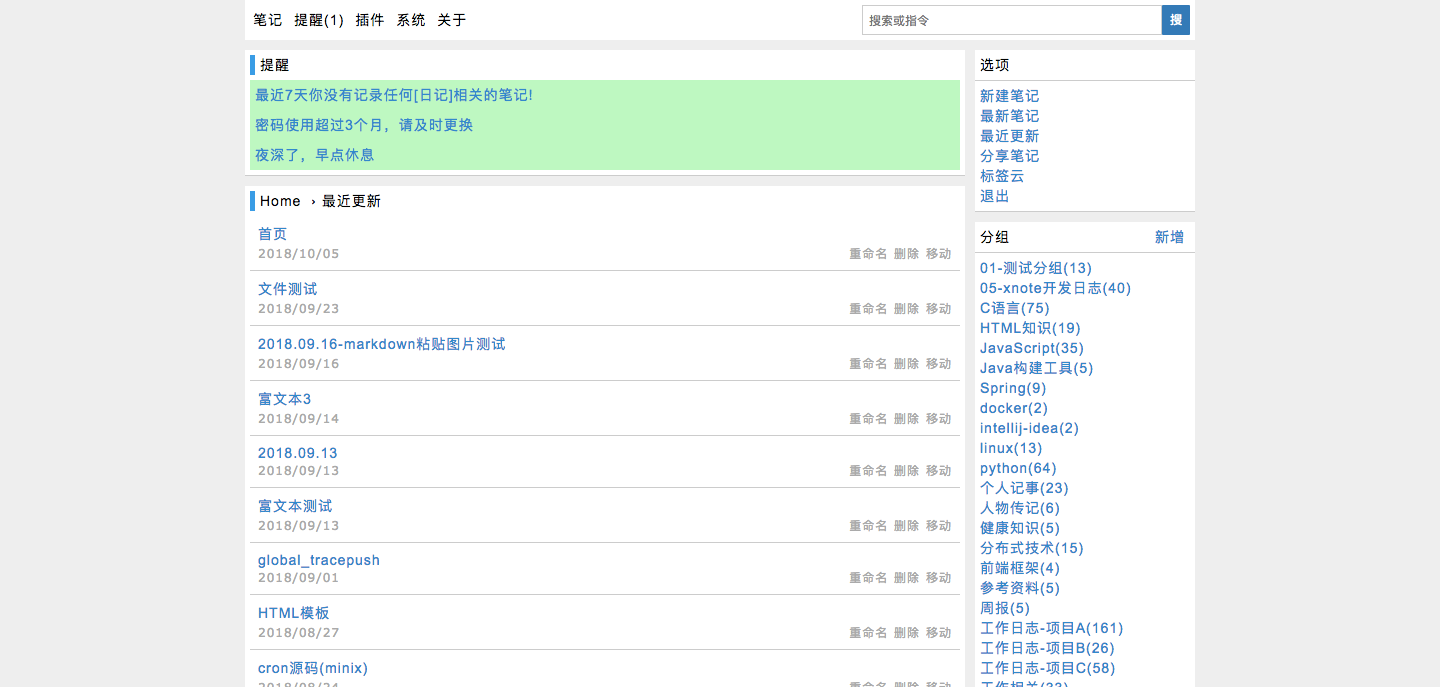 笔记 提醒(1) 插件 系统 关于
搜索或指令 搜
提醒
最近7天你没有记录任何[日记]相关的笔记!
密码使用超过3个月，请及时更换
夜深了，早点休息
Home › 最近更新
首页
2018/10/05 重命名 删除 移动
文件测试
2018/09/23 重命名 删除 移动
2018.09.16-markdown粘贴图片测试
2018/09/16 重命名 删除 移动
富文本3
2018/09/14 重命名 删除 移动
2018.09.13
2018/09/13 重命名 删除 移动
富文本测试
2018/09/13 重命名 删除 移动
global_tracepush
2018/09/01 重命名 删除 移动
HTML模板
2018/08/27 重命名 删除 移动
cron源码(minix)
2018/08/24 重命名 删除 移动
选项
新建笔记
最新笔记
最近更新
分享笔记
标签云
退出
分组 新增
01-测试分组(13)
05-xnote开发日志(40)
C语言(75)
HTML知识(19)
JavaScript(35)
Java构建工具(5)
Spring(9)
docker(2)
intellij-idea(2)
linux(13)
python(64)
个人记事(23)
人物传记(6)
健康知识(5)
分布式技术(15)
前端框架(4)
参考资料(5)
周报(5)
工作日志-项目A(161)
工作日志-项目B(26)
工作日志-项目C(58)
工作相关(33)